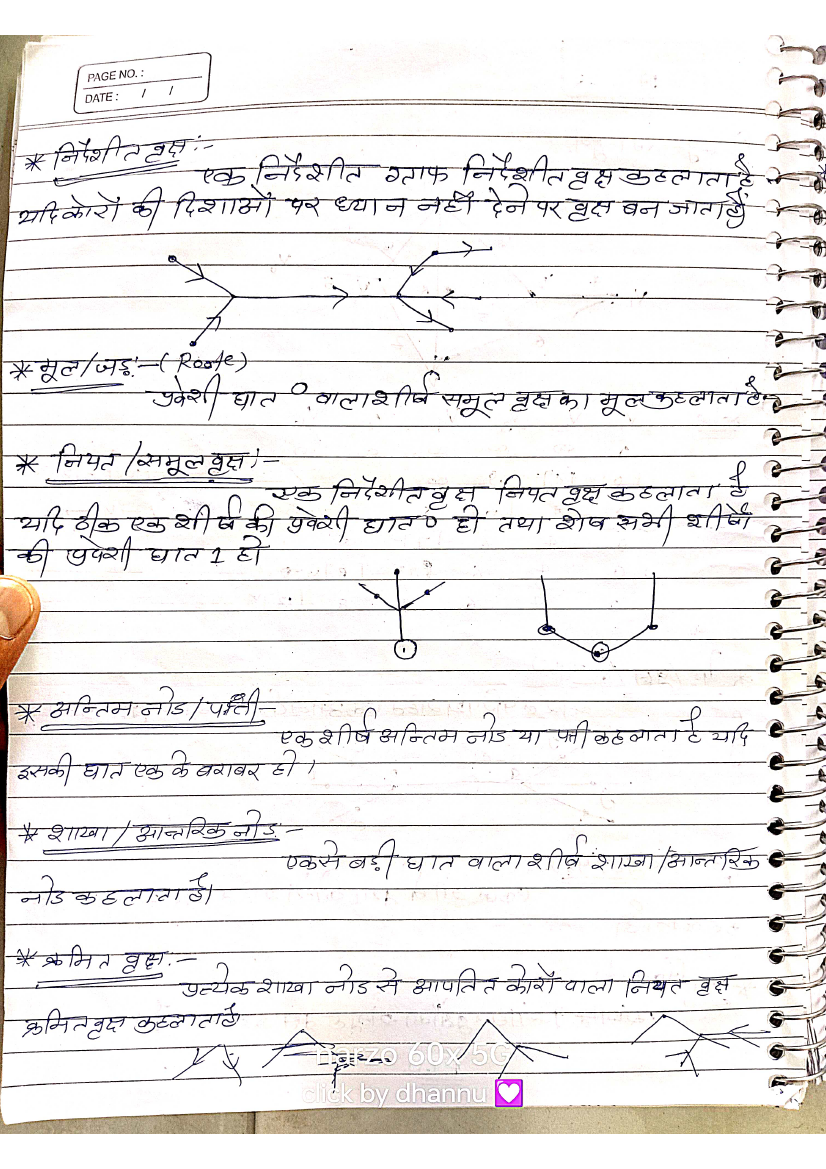 PAGE NO. :
DATE : / /
* निर्देशीत वृक्ष :-
एक निर्देशीत ग्राफ निर्देशीत वृक्ष कहलाता है
यदि कोरों की दिशाओं पर ध्यान नहीं देने पर वृक्ष बन जाता है
* मूल/जड़ :- (Roote)
प्रवेशी घात 0 वाला शीर्ष समूल वृक्ष का मूल कहलाता है
* नियत / समूल वृक्ष :-
एक निर्देशीत वृक्ष नियत वृक्ष कहलाता है
यदि ठीक एक शीर्ष की प्रवेशी घात 0 हो तथा शेष सभी शीर्षों
की प्रवेशी घात 1 हो
* अन्तिम नोड / पत्ती -
एक शीर्ष अन्तिम नोड या पत्ती कहलाता है यदि
इसकी घात एक के बराबर हो ।
* शाखा / आन्तरिक नोड :-
एक से बड़ी घात वाला शीर्ष शाखा /आन्तरिक
नोड कहलाता है।
* क्रमित वृक्ष :-
प्रत्येक शाखा नोड से आपतित कोरों वाला नियत वृक्ष
क्रमित वृक्ष कहलाता है
narzo 60x 5G
click by dhannu 💟